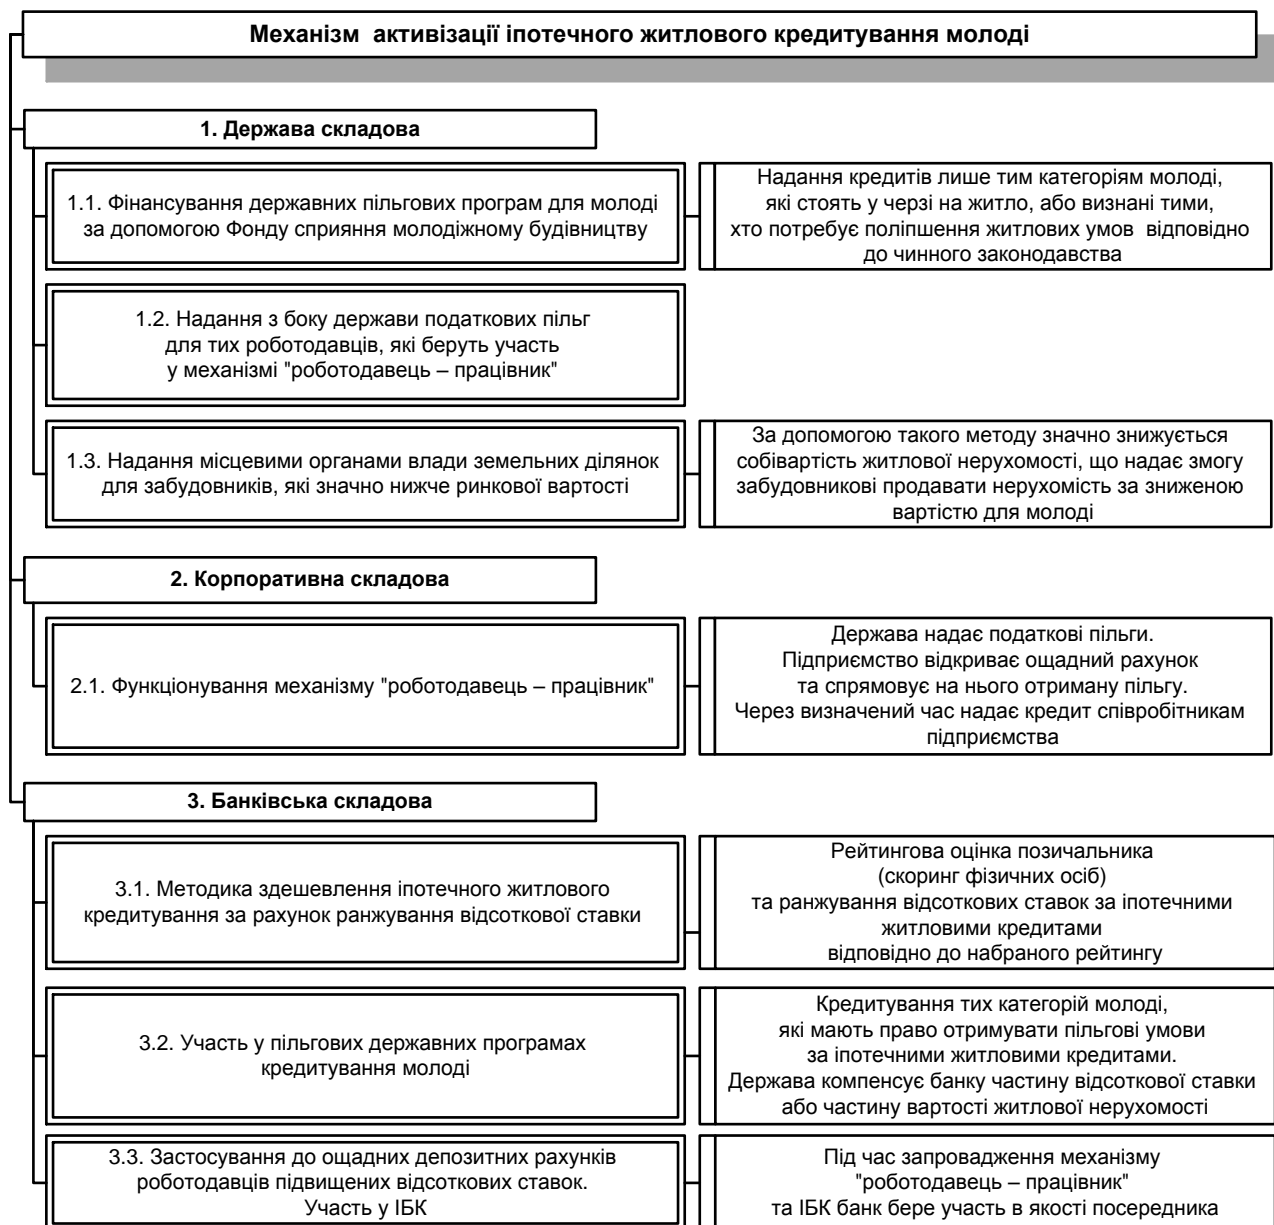 Механізм активізації іпотечного житлового кредитування молоді
1. Держава складова
1.1. Фінансування державних пільгових програм для молоді
за допомогою Фонду сприяння молодіжному будівництву
Надання кредитів лише тим категоріям молоді,
які стоять у черзі на житло, або визнані тими,
хто потребує поліпшення житлових умов відповідно
до чинного законодавства
1.2. Надання з боку держави податкових пільг
для тих роботодавців, які беруть участь
у механізмі "роботодавець – працівник"
1.3. Надання місцевими органами влади земельних ділянок
для забудовників, які значно нижче ринкової вартості
За допомогою такого методу значно знижується
собівартість житлової нерухомості, що надає змогу
забудовникові продавати нерухомість за зниженою
вартістю для молоді
2. Корпоративна складова
2.1. Функціонування механізму "роботодавець – працівник"
Держава надає податкові пільги.
Підприємство відкриває ощадний рахунок
та спрямовує на нього отриману пільгу.
Через визначений час надає кредит співробітникам
підприємства
3. Банківська складова
3.1. Методика здешевлення іпотечного житлового
кредитування за рахунок ранжування відсоткової ставки
Рейтингова оцінка позичальника
(скоринг фізичних осіб)
та ранжування відсоткових ставок за іпотечними
житловими кредитами
відповідно до набраного рейтингу
3.2. Участь у пільгових державних програмах
кредитування молоді
Кредитування тих категорій молоді,
які мають право отримувати пільгові умови
за іпотечними житловими кредитами.
Держава компенсує банку частину відсоткової ставки
або частину вартості житлової нерухомості
3.3. Застосування до ощадних депозитних рахунків
роботодавців підвищених відсоткових ставок.
Участь у ІБК
Під час запровадження механізму
"роботодавець – працівник"
та ІБК банк бере участь в якості посередника